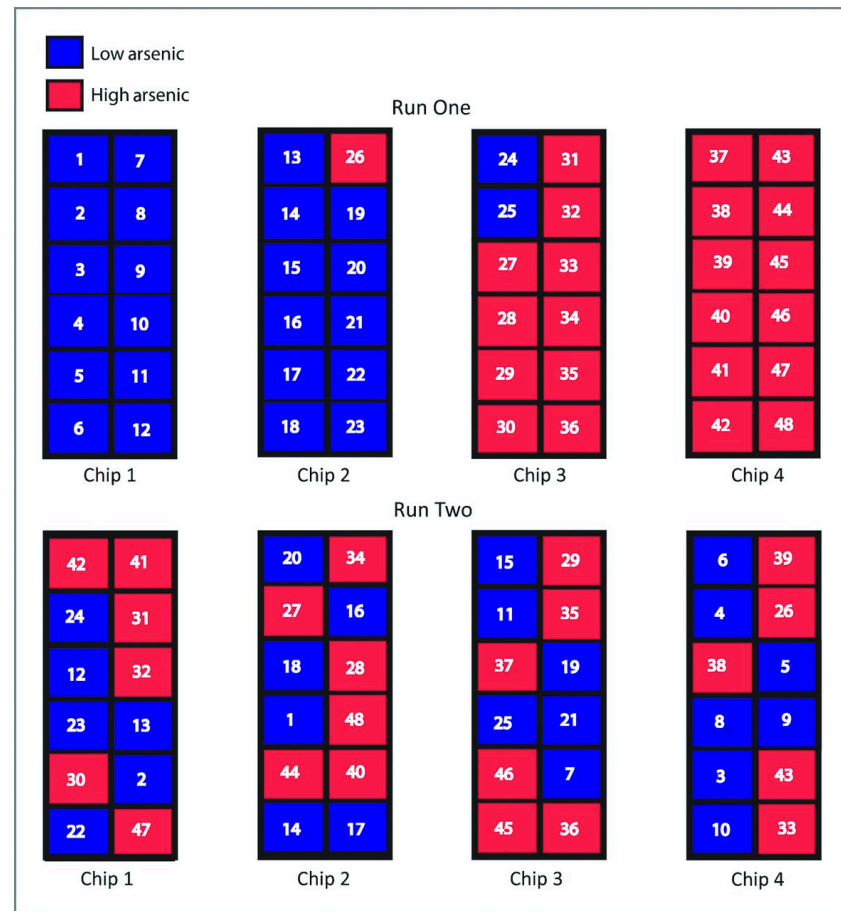 Low arsenic
High arsenic
Run One
1 7 13 26 24 31 37 43
2 8 14 19 25 32 38 44
3 9 15 20 27 33 39 45
4 10 16 21 28 34 40 46
5 11 17 22 29 35 41 47
6 12 18 23 30 36 42 48
Chip 1 Chip 2 Chip 3 Chip 4
Run Two
42 41 20 34 15 29 6 39
24 31 27 16 11 35 4 26
12 32 18 28 37 19 38 5
23 13 1 48 25 21 8 9
30 2 44 40 46 7 3 43
22 47 14 17 45 36 10 33
Chip 1 Chip 2 Chip 3 Chip 4